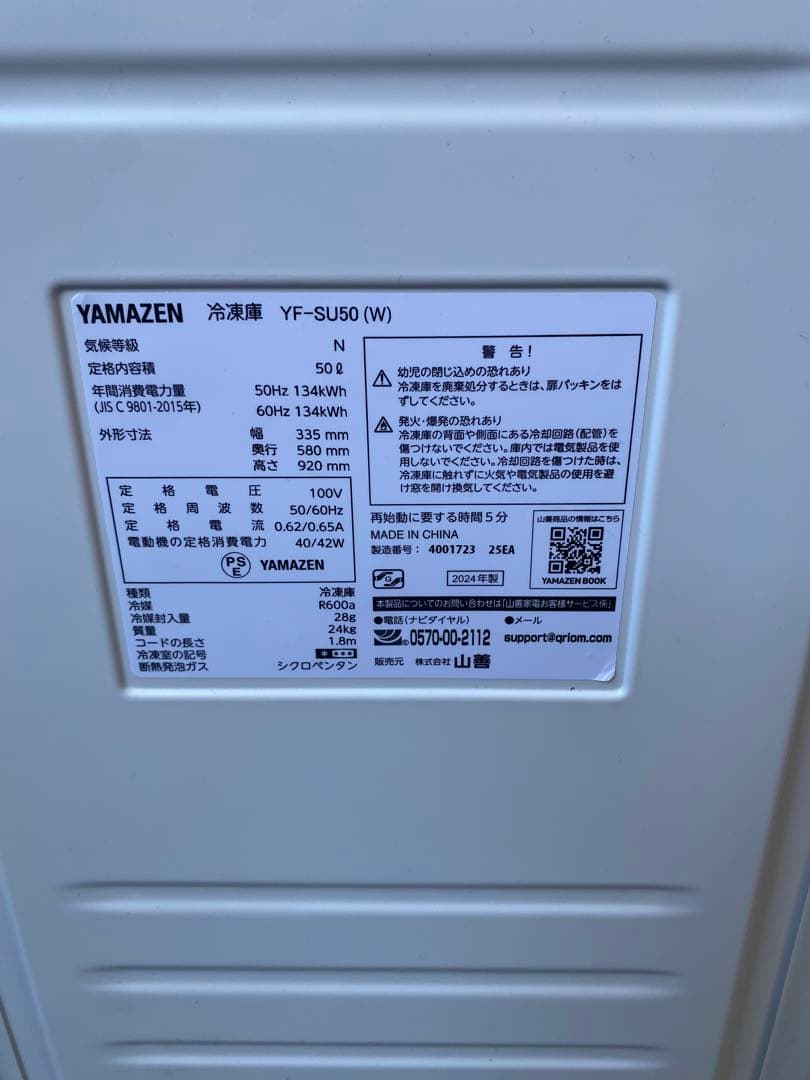 YAMAZEN 冷凍庫 YF-SU50 (W)
気候等級 N
定格内容積 50ℓ
年間消費電力量 50Hz 134kWh
(JIS C 9801-2015年) 60Hz 134kWh
外形寸法 幅 335 mm
奥行 580 mm
高さ 920 mm
定格電圧 100V
定格周波数 50/60Hz
定格電流 0.62/0.65A
電動機の定格消費電力 40/42W
PS
E
YAMAZEN
種類 冷凍庫
冷媒 R600a
冷媒封入量 28g
質量 24kg
コードの長さ 1.8m
冷凍室の記号
断熱発泡ガス シクロペンタン
警告!
幼児の閉じ込めの恐れあり
冷凍庫を廃棄処分するときは、扉パッキンをは
ずしてください。
発火・爆発の恐れあり
冷凍庫の背面や側面にある冷却回路(配管)を
傷つけないでください。庫内では電気製品を使
用しないでください。冷却回路を傷つけた時は、
冷凍庫に触れずに火気や電気製品の使用を避
け窓を開け換気してください。
再始動に要する時間5分
MADE IN CHINA
製造番号: 4001723 25EA
G
2024年製
山善商品の情報はこちら
YAMAZEN BOOK
本製品についてのお問い合わせは「山善家電お客様サービス係」
●電話(ナビダイヤル) ●メール
0570-00-2112 support@qriom.com
販売元 株式会社 山善